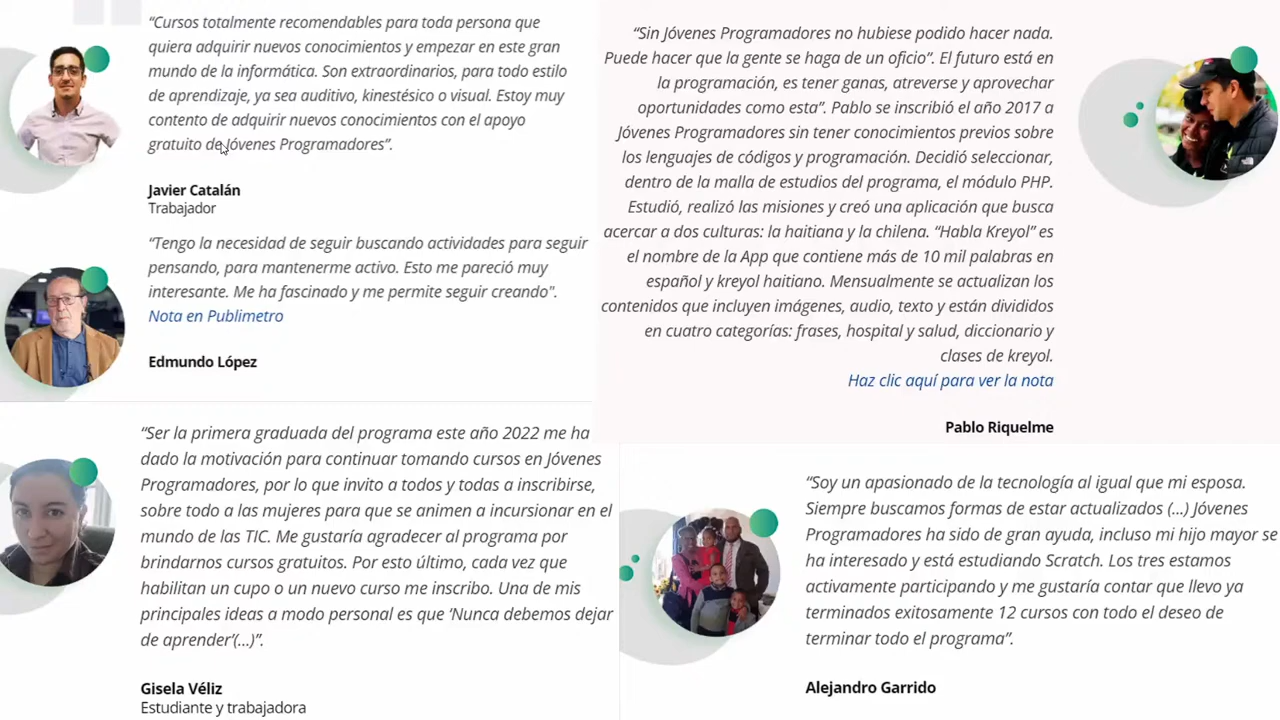 “Cursos totalmente recomendables para toda persona que
quiera adquirir nuevos conocimientos y empezar en este gran
mundo de la informática. Son extraordinarios, para todo estilo
de aprendizaje, ya sea auditivo, kinestésico o visual. Estoy muy
contento de adquirir nuevos conocimientos con el apoyo
gratuito de Jóvenes Programadores”.
Javier Catalán
Trabajador
“Tengo la necesidad de seguir buscando actividades para seguir
pensando, para mantenerme activo. Esto me pareció muy
interesante. Me ha fascinado y me permite seguir creando".
Nota en Publimetro
Edmundo López
“Sin Jóvenes Programadores no hubiese podido hacer nada.
Puede hacer que la gente se haga de un oficio”. El futuro está en
la programación, es tener ganas, atreverse y aprovechar
oportunidades como esta”. Pablo se inscribió el año 2017 a
Jóvenes Programadores sin tener conocimientos previos sobre
los lenguajes de códigos y programación. Decidió seleccionar,
dentro de la malla de estudios del programa, el módulo PHP.
Estudió, realizó las misiones y creó una aplicación que busca
acercar a dos culturas: la haitiana y la chilena. “Habla Kreyol” es
el nombre de la App que contiene más de 10 mil palabras en
español y kreyol haitiano. Mensualmente se actualizan los
contenidos que incluyen imágenes, audio, texto y están divididos
en cuatro categorías: frases, hospital y salud, diccionario y
clases de kreyol.
Haz clic aquí para ver la nota
Pablo Riquelme
“Ser la primera graduada del programa este año 2022 me ha
dado la motivación para continuar tomando cursos en Jóvenes
Programadores, por lo que invito a todos y todas a inscribirse,
sobre todo a las mujeres para que se animen a incursionar en el
mundo de las TIC. Me gustaría agradecer al programa por
brindarnos cursos gratuitos. Por esto último, cada vez que
habilitan un cupo o un nuevo curso me inscribo. Una de mis
principales ideas a modo personal es que ‘Nunca debemos dejar
de aprender’(...)”.
Gisela Véliz
Estudiante y trabajadora
“Soy un apasionado de la tecnología al igual que mi esposa.
Siempre buscamos formas de estar actualizados (...) Jóvenes
Programadores ha sido de gran ayuda, incluso mi hijo mayor se
ha interesado y está estudiando Scratch. Los tres estamos
activamente participando y me gustaría contar que llevo ya
terminados exitosamente 12 cursos con todo el deseo de
terminar todo el programa”.
Alejandro Garrido